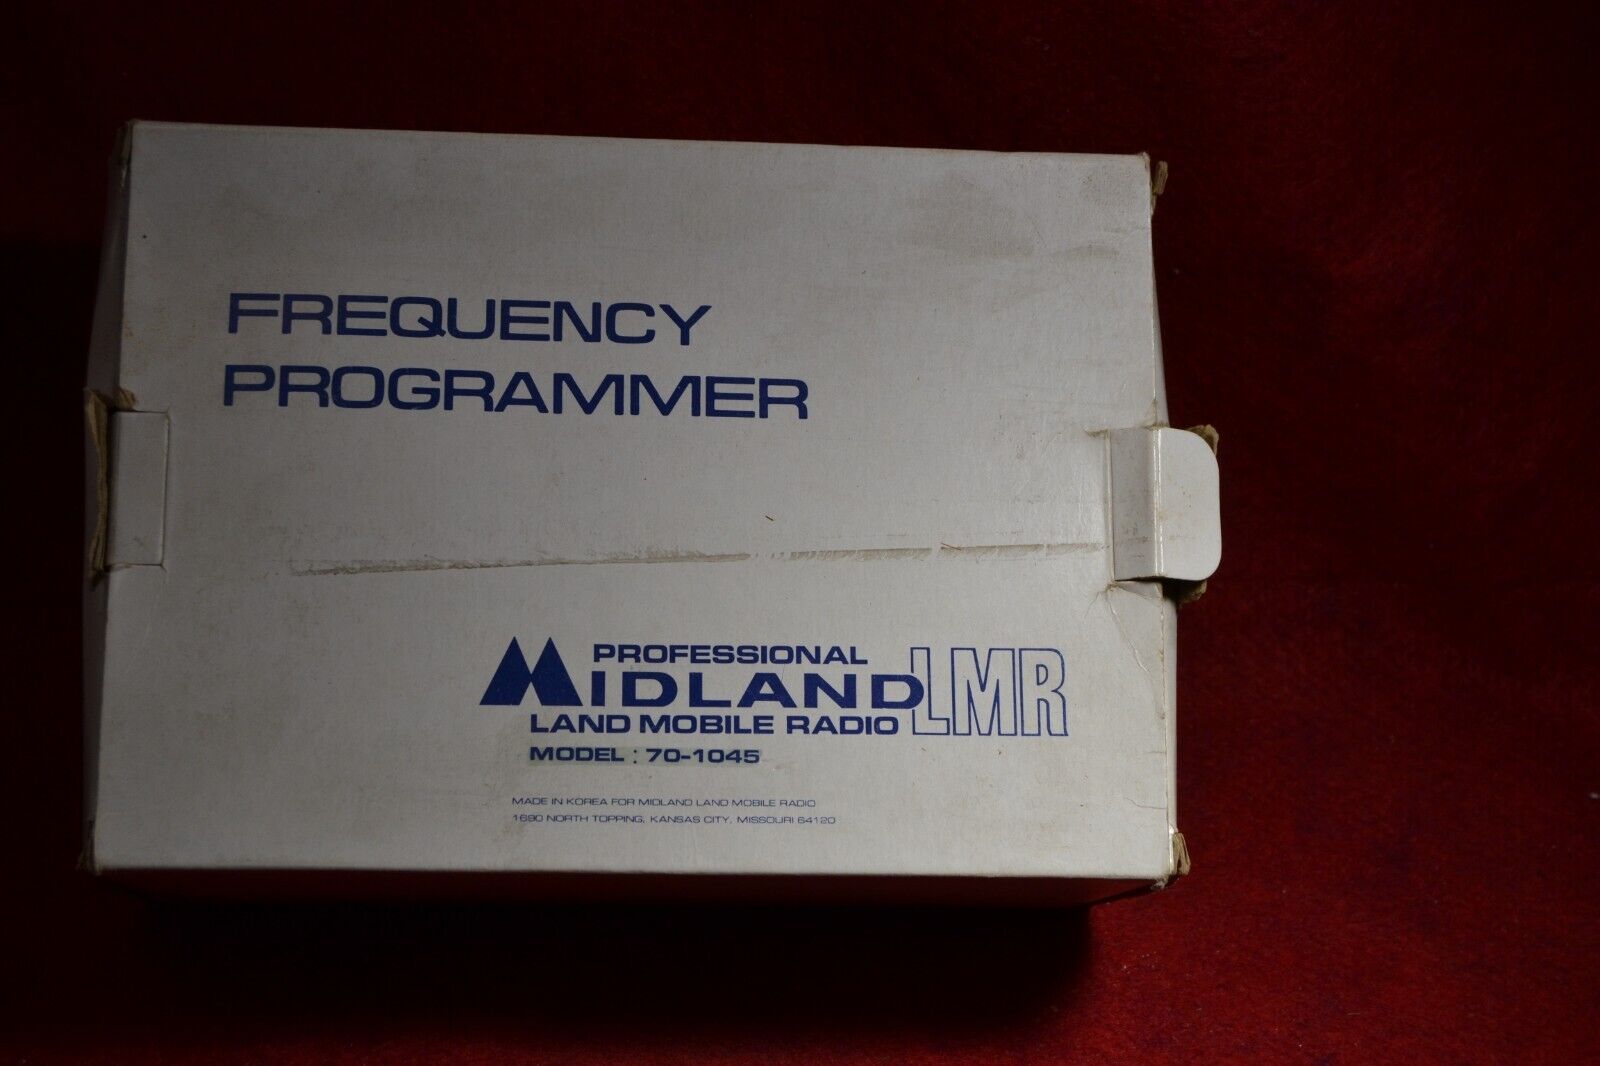 FREQUENCY
PROGRAMMER
PROFESSIONAL
MIDLAND LMR
LAND MOBILE RADIO
MODEL : 70-1045
MADE IN KOREA FOR MIDLAND LAND MOBILE RADIO
1690 NORTH TOPPING, KANSAS CITY, MISSOURI 64120